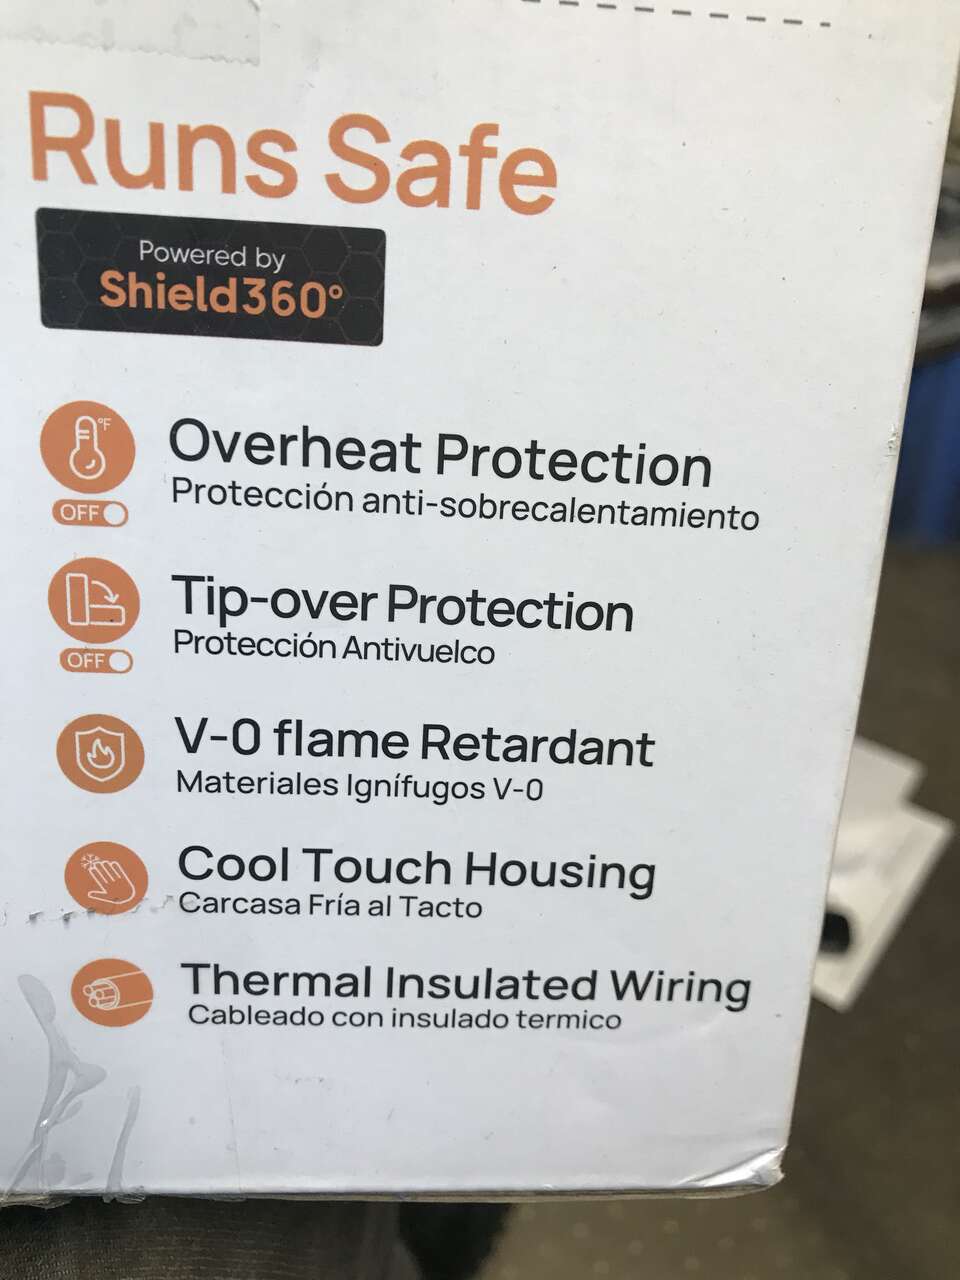 Runs Safe
Powered by
Shield360°
°F
OFF
Overheat Protection
Protección anti-sobrecalentamiento
OFF
Tip-over Protection
Protección Antivuelco
V-0 flame Retardant
Materiales Ignífugos V-0
Cool Touch Housing
Carcasa Fría al Tacto
Thermal Insulated Wiring
Cableado con insulado termico